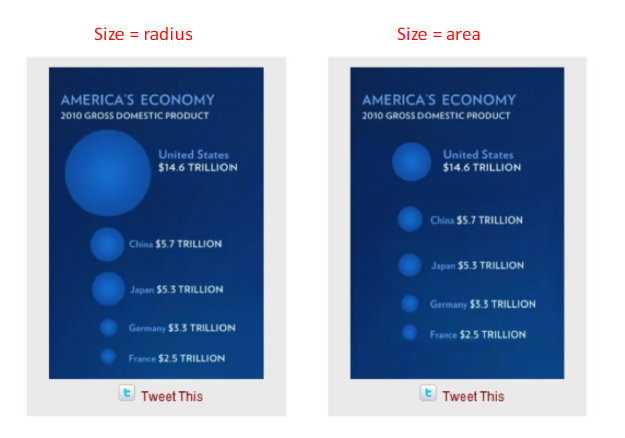 Size = radius
AMERICA'S ECONOMY
2010 GROSS DOMESTIC PRODUCT
United States
$14.6 TRILLION
China $5.7 TRILLION
Japan $5.3 TRILLION
Germany $3.3 TRILLION
France $2.5 TRILLION
Tweet This
Size = area
AMERICA'S ECONOMY
2010 GROSS DOMESTIC PRODUCT
United States
$14.6 TRILLION
China $5.7 TRILLION
Japan $5.3 TRILLION
Germany $3.3 TRILLION
France $2.5 TRILLION
Tweet This